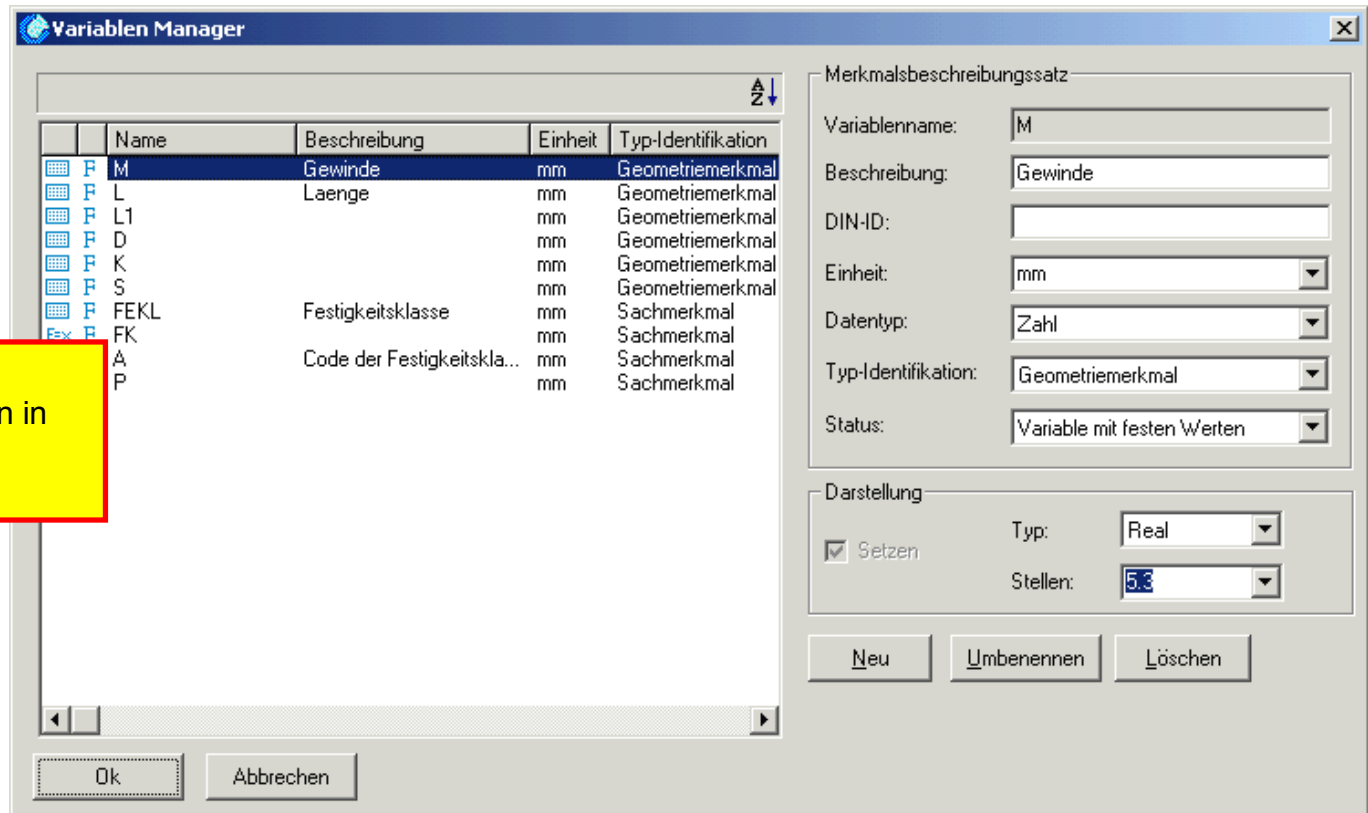 Variablen Manager
Name Beschreibung Einheit Typ-Identifikation
F M Gewinde mm Geometriemerkmal
F L Laenge mm Geometriemerkmal
F L1 mm Geometriemerkmal
F D mm Geometriemerkmal
F K mm Geometriemerkmal
F S mm Geometriemerkmal
F FEKL Festigkeitsklasse mm Sachmerkmal
F=x F FK mm Sachmerkmal
A Code der Festigkeitskla... mm Sachmerkmal
P mm Sachmerkmal
n in
Ok Abbrechen
Merkmalsbeschreibungssatz
Variablenname: M
Beschreibung: Gewinde
DIN-ID:
Einheit: mm
Datentyp: Zahl
Typ-Identifikation: Geometriemerkmal
Status: Variable mit festen Werten
Darstellung
Setzen
Typ: Real
Stellen: 5.3
Neu Umbenennen Löschen